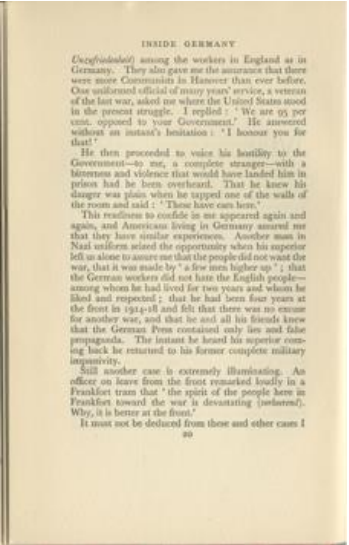 INSIDE GERMANY
Unzufriedenheit) among the workers in England as in
Germany. They also gave me the assurance that there
were more Communists in Hanover than ever before.
One uniformed official of many years' service, a veteran
of the last war, asked me where the United States stood
in the present struggle. I replied: 'We are 95 per
cent. opposed to your Government.' He answered
without an instant's hesitation: 'I honour you for
that!'
He then proceeded to voice his hostility to the
Government—to me, a complete stranger—with a
bitterness and violence that would have landed him in
prison had he been overheard. That he knew his
danger was plain when he tapped one of the walls of
the room and said: 'These have ears here.'
This readiness to confide in me appeared again and
again, and Americans living in Germany assured me
that they have similar experiences. Another man in
Nazi uniform seized the opportunity when his superior
left us alone to assure me that the people did not want the
war, that it was made by 'a few men higher up'; that
the German workers did not hate the English people—
among whom he had lived for two years and whom he
liked and respected; that he had been four years at
the front in 1914-18 and felt that there was no excuse
for another war, and that he and all his friends knew
that the German Press contained only lies and false
propaganda. The instant he heard his superior com-
ing back he returned to his former complete military
impassivity.
Still another case is extremely illuminating. An
officer on leave from the front remarked loudly in a
Frankfort tram that 'the spirit of the people here in
Frankfort toward the war is devastating (verheerend).
Why, it is better at the front.'
It must not be deduced from these and other cases I
20